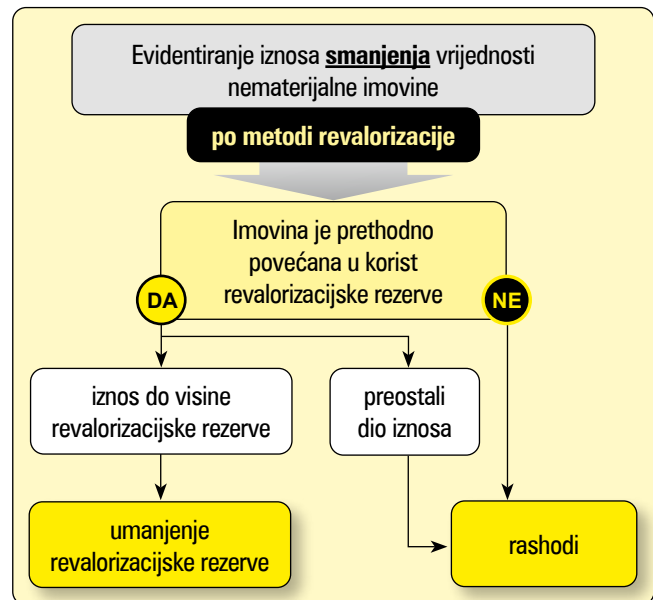 Evidentiranje iznosa smanjenja vrijednosti
nematerijalne imovine
po metodi revalorizacije
Imovina je prethodno
povećana u korist
revalorizacijske rezerve
DA
NE
iznos do visine
revalorizacijske rezerve
preostali
dio iznosa
umanjenje
revalorizacijske rezerve
rashodi